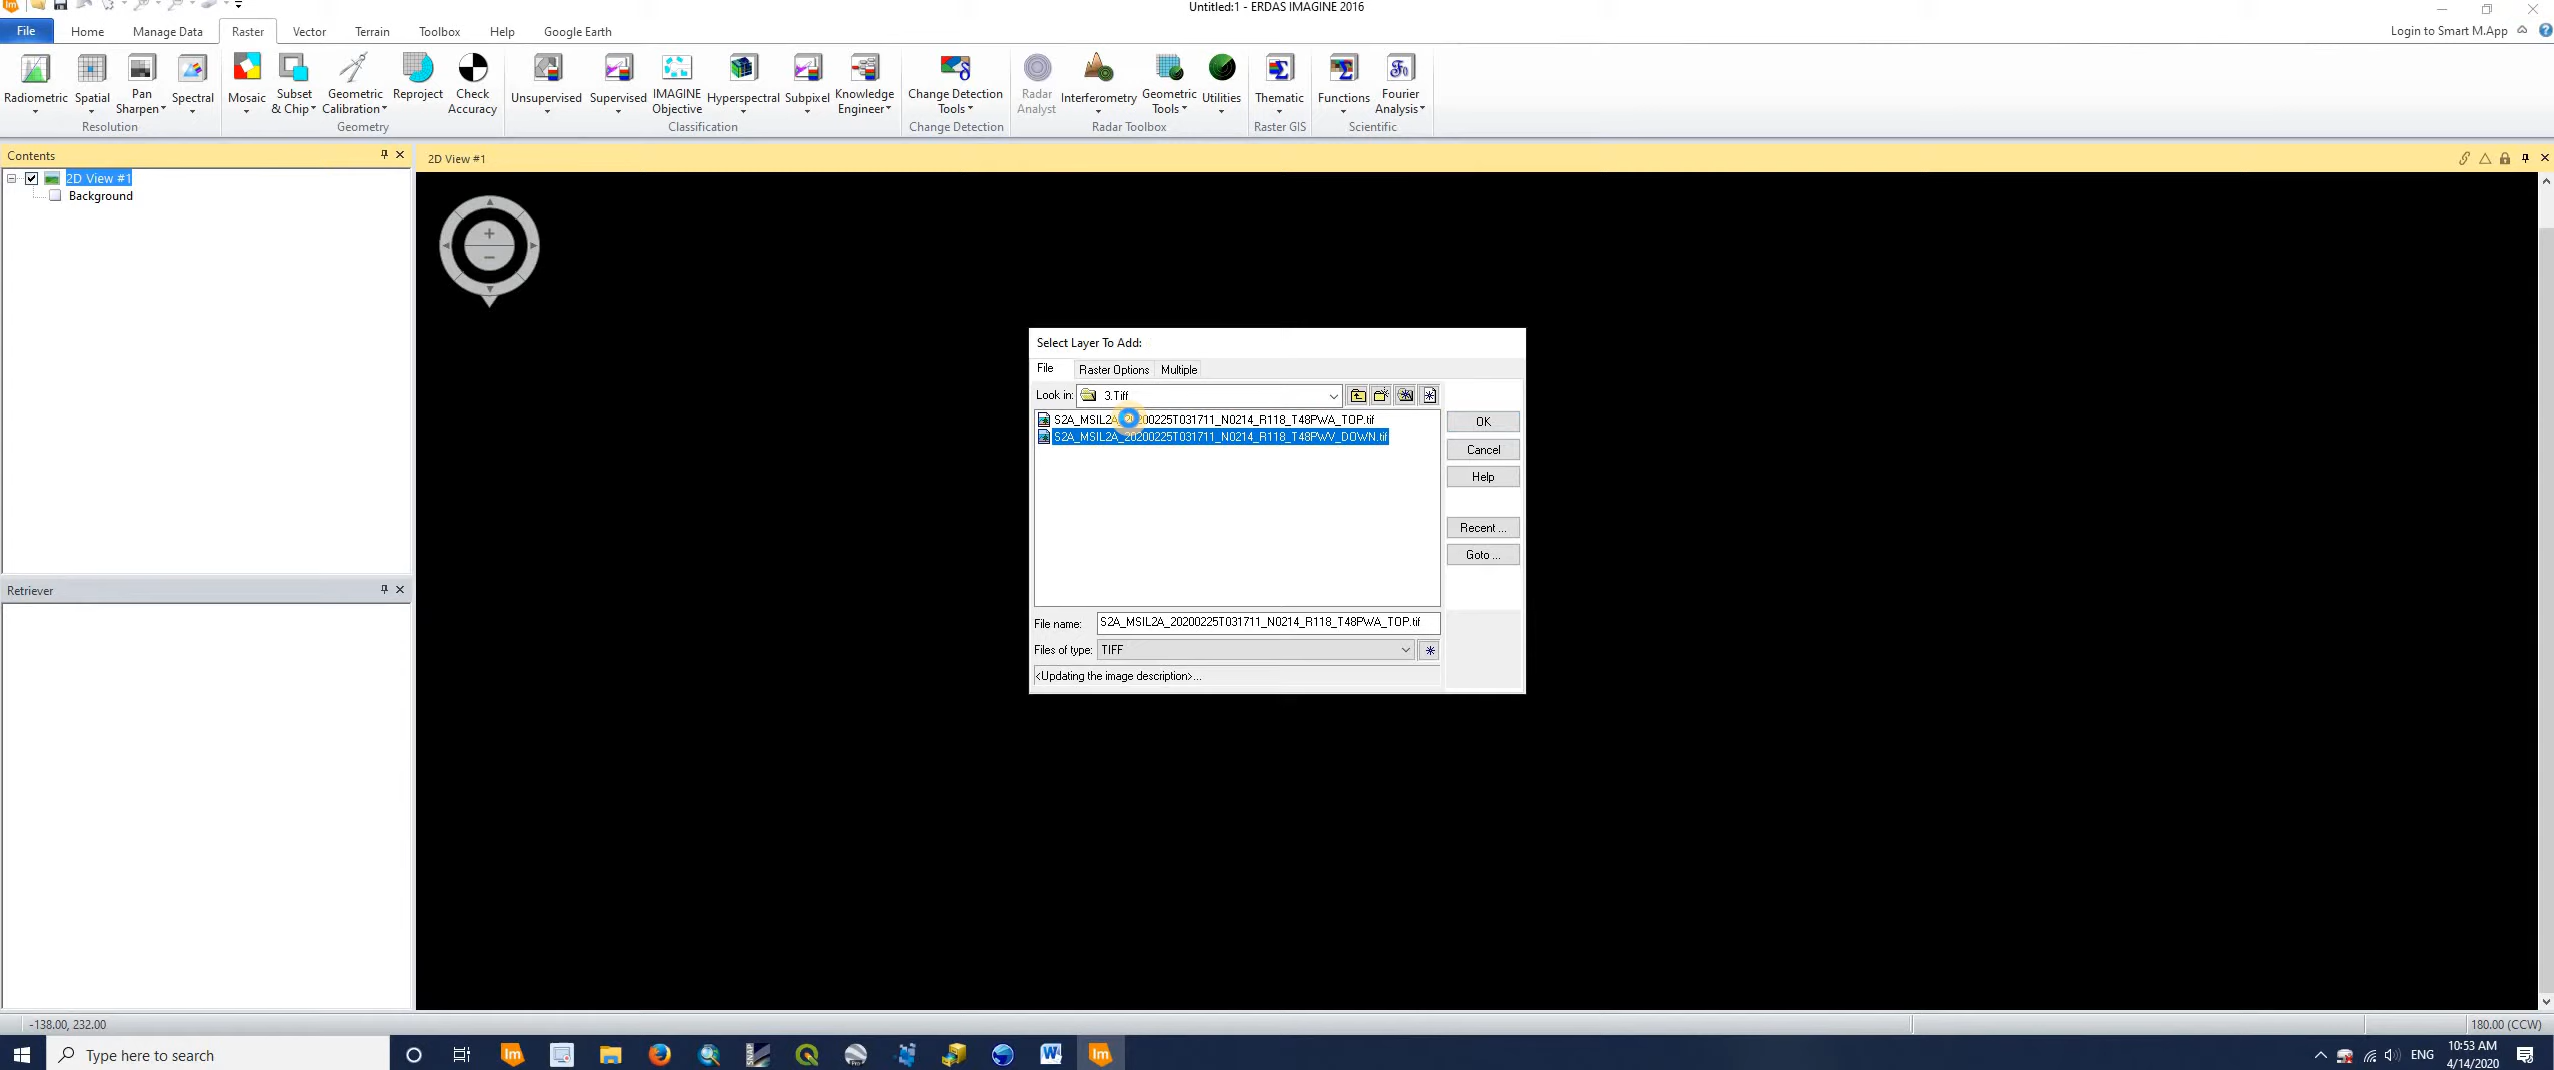 Untitled:1 - ERDAS IMAGINE 2016
File Home Manage Data Raster Vector Terrain Toolbox Help Google Earth Login to Smart M.App
Radiometric Spatial Pan Sharpen Spectral Mosaic Subset & Chip Geometric Calibration Reproject Check Accuracy Unsupervised Supervised IMAGINE Objective Hyperspectral Subpixel Knowledge Engineer Change Detection Tools Radar Analyst Interferometry Geometric Tools Utilities Thematic Functions Fourier Analysis
Resolution Geometry Classification Change Detection Radar Toolbox Raster GIS Scientific
Contents
2D View #1
2D View #1
Background
Select Layer To Add:
File Raster Options Multiple
Look in: 3.Tiff
S2A_MSIL2A_20200225T031711_N0214_R118_T48PWA_TOP.tif
S2A_MSIL2A_20200225T031711_N0214_R118_T48PWV_DOWN.tif
OK
Cancel
Help
Recent ...
Goto ...
File name: S2A_MSIL2A_20200225T031711_N0214_R118_T48PWA_TOP.tif
Files of type: TIFF
<Updating the image description>...
Retriever
-138.00, 232.00
180.00 (CCW)
Type here to search
ENG
10:53 AM
4/14/2020